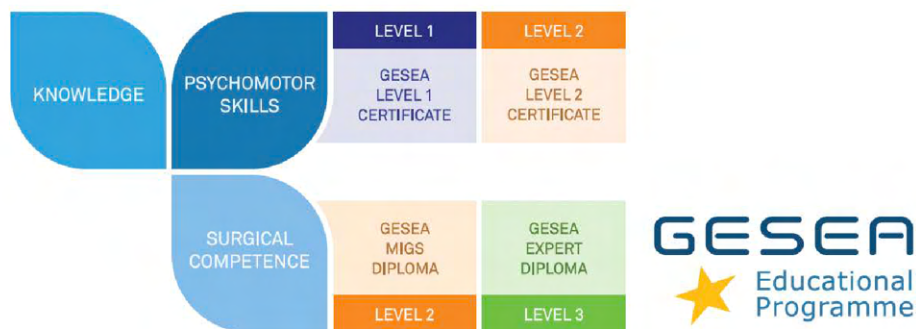 KNOWLEDGE
PSYCHOMOTOR
SKILLS
LEVEL 1
GESEA
LEVEL 1
CERTIFICATE
LEVEL 2
GESEA
LEVEL 2
CERTIFICATE
SURGICAL
COMPETENCE
GESEA
MIGS
DIPLOMA
LEVEL 2
GESEA
EXPERT
DIPLOMA
LEVEL 3
GESEA
Educational
Programme